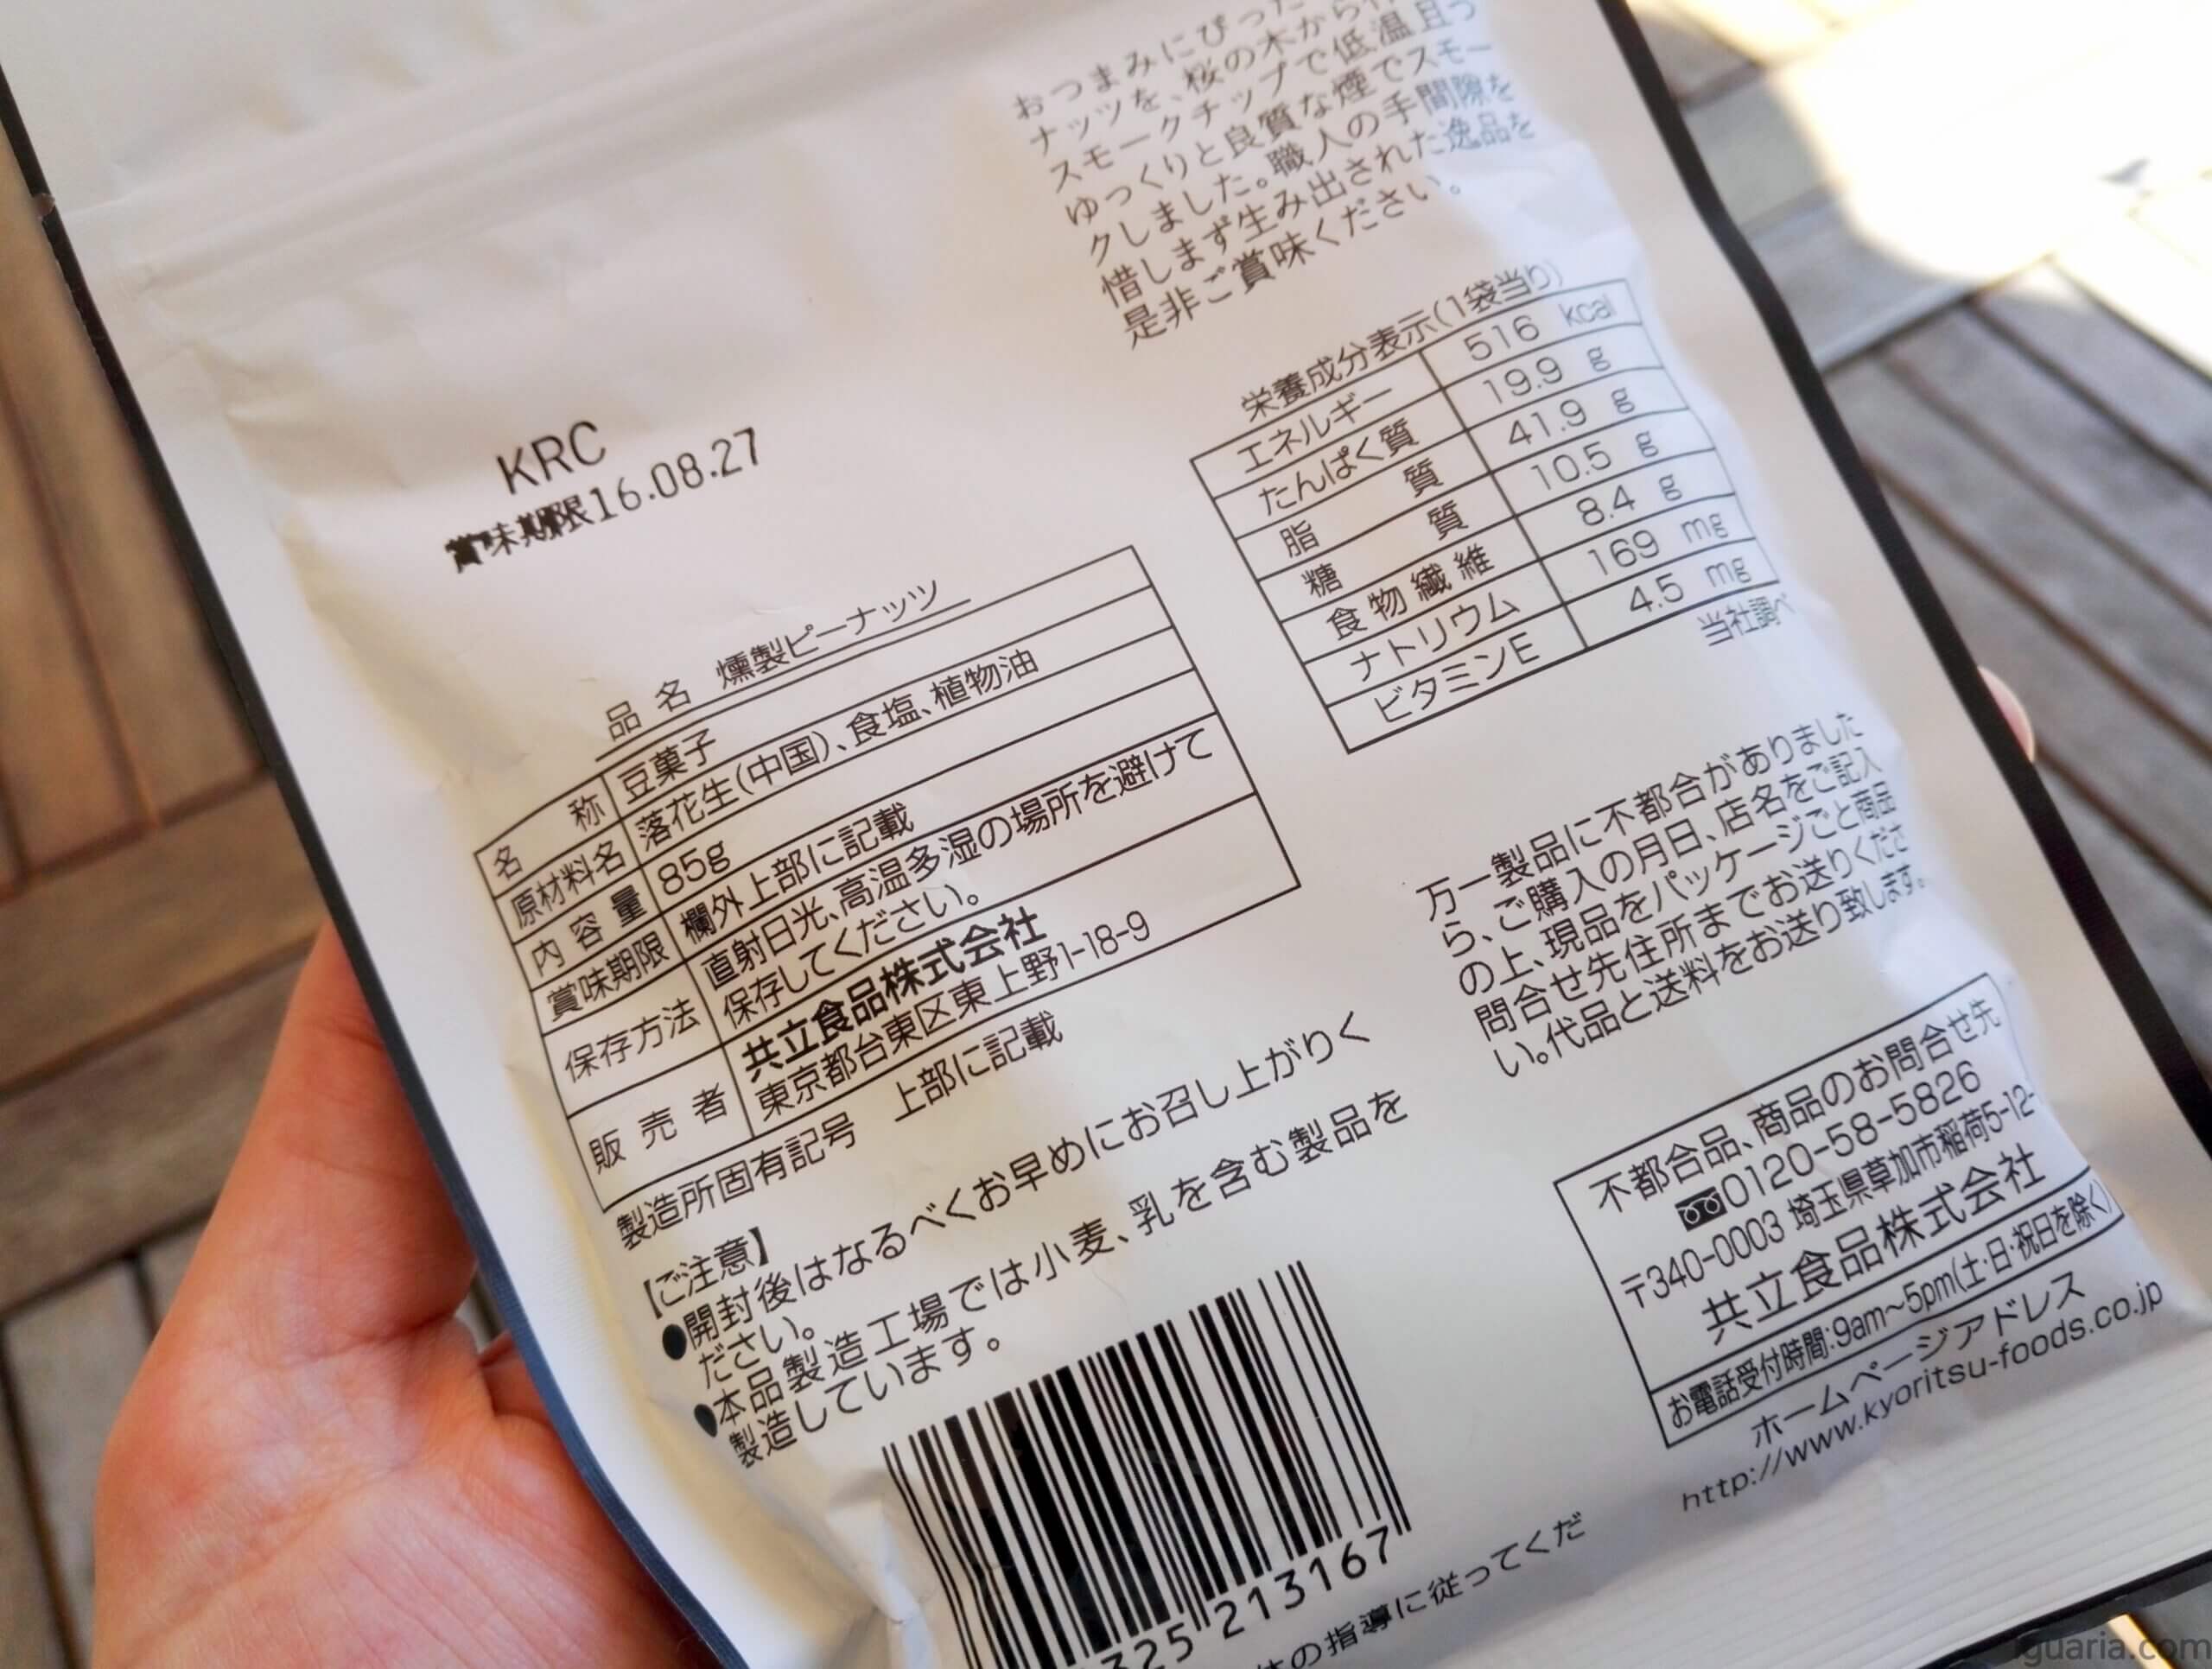 おつまみにぴった
ナッツを、桜の木から
スモークチップで低温且つ
ゆっくりと良質な煙でスモー
クしました。職人の手間隙を
惜しまず生み出された逸品を
是非ご賞味ください。
栄養成分表示(1袋当り)
エネルギー 516 kcal
たんぱく質 19.9 g
脂質 41.9 g
糖質 10.5 g
食物繊維 8.4 g
ナトリウム 169 mg
ビタミンE 4.5 mg
当社調べ
KRC
賞味期限16.08.27
品名 燻製ピーナッツ
名称 豆菓子
原材料名 落花生(中国)、食塩、植物油
内容量 85g
賞味期限 欄外上部に記載
保存方法 直射日光、高温多湿の場所を避けて
保存してください。
販売者 共立食品株式会社
東京都台東区東上野1-18-9
製造所固有記号 上部に記載
【ご注意】
●開封後はなるべくお早めにお召し上がりく
ださい。
●本品製造工場では小麦、乳を含む製品を
製造しています。
325213167
の指導に従ってくだ
万一製品に不都合がありました
ら、ご購入の月日、店名をご記入
の上、現品をパッケージごと商品
問合せ先住所までお送りくださ
い。代品と送料をお送り致します。
不都合品、商品のお問合せ先
0120-58-5826
〒340-0003 埼玉県草加市稲荷5-12-
共立食品株式会社
お電話受付時間:9am~5pm(土・日・祝日を除く)
ホームページアドレス
http://www.kyoritsu-foods.co.jp
iguaria.com